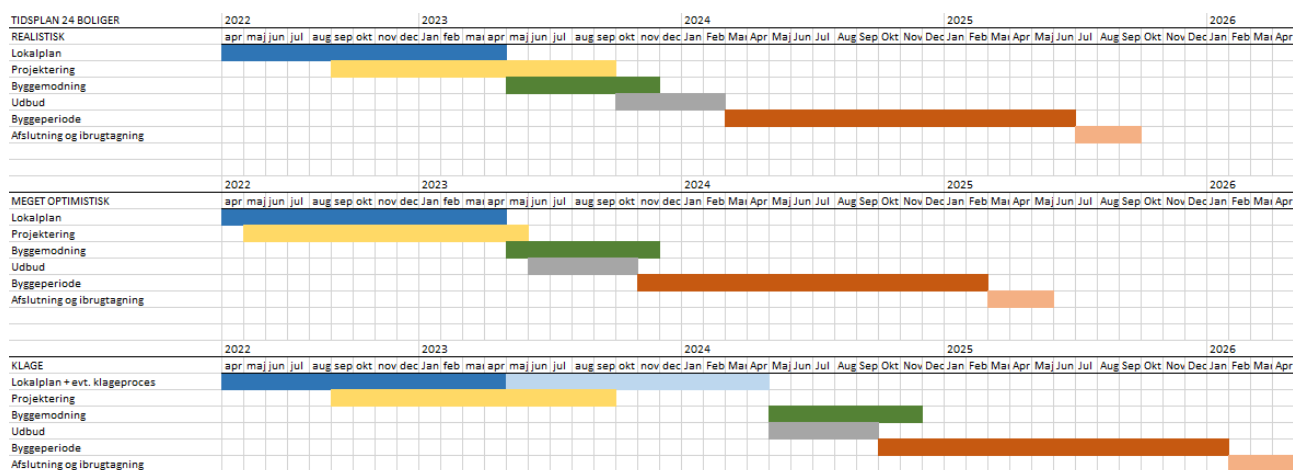 TIDSPLAN 24 BOLIGER 2022 2023 2024 2025 2026
REALISTISK apr maj jun jul aug sep okt nov dec Jan feb mar apr maj jun jul aug sep okt nov dec Jan Feb Mar Apr Maj Jun Jul Aug Sep Okt Nov Dec Jan Feb Mar Apr Maj Jun Jul Aug Sep Okt Nov Dec Jan Feb Mar Apr
Lokalplan
Projektering
Byggemodning
Udbud
Byggeperiode
Afslutning og ibrugtagning
2022 2023 2024 2025 2026
MEGET OPTIMISTISK apr maj jun jul aug sep okt nov dec Jan feb mar apr maj jun jul aug sep okt nov dec Jan Feb Mar Apr Maj Jun Jul Aug Sep Okt Nov Dec Jan Feb Mar Apr Maj Jun Jul Aug Sep Okt Nov Dec Jan Feb Mar Apr
Lokalplan
Projektering
Byggemodning
Udbud
Byggeperiode
Afslutning og ibrugtagning
2022 2023 2024 2025 2026
KLAGE apr maj jun jul aug sep okt nov dec Jan feb mar apr maj jun jul aug sep okt nov dec Jan Feb Mar Apr Maj Jun Jul Aug Sep Okt Nov Dec Jan Feb Mar Apr Maj Jun Jul Aug Sep Okt Nov Dec Jan Feb Mar Apr
Lokalplan + evt. klageproces
Projektering
Byggemodning
Udbud
Byggeperiode
Afslutning og ibrugtagning